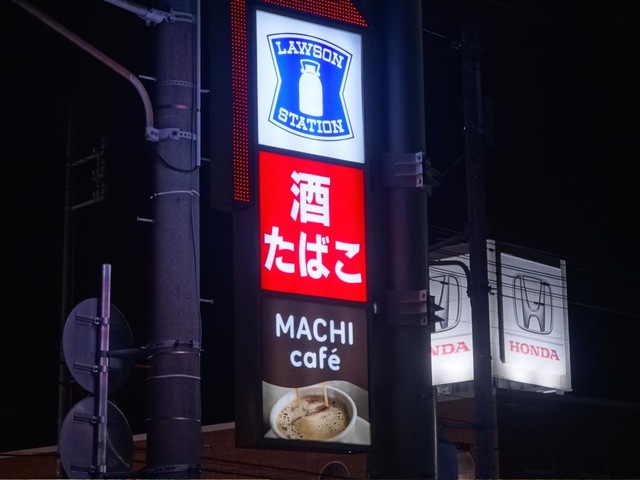 LAWSON
STATION
酒
たばこ
MACHI
café
HONDA
HONDA